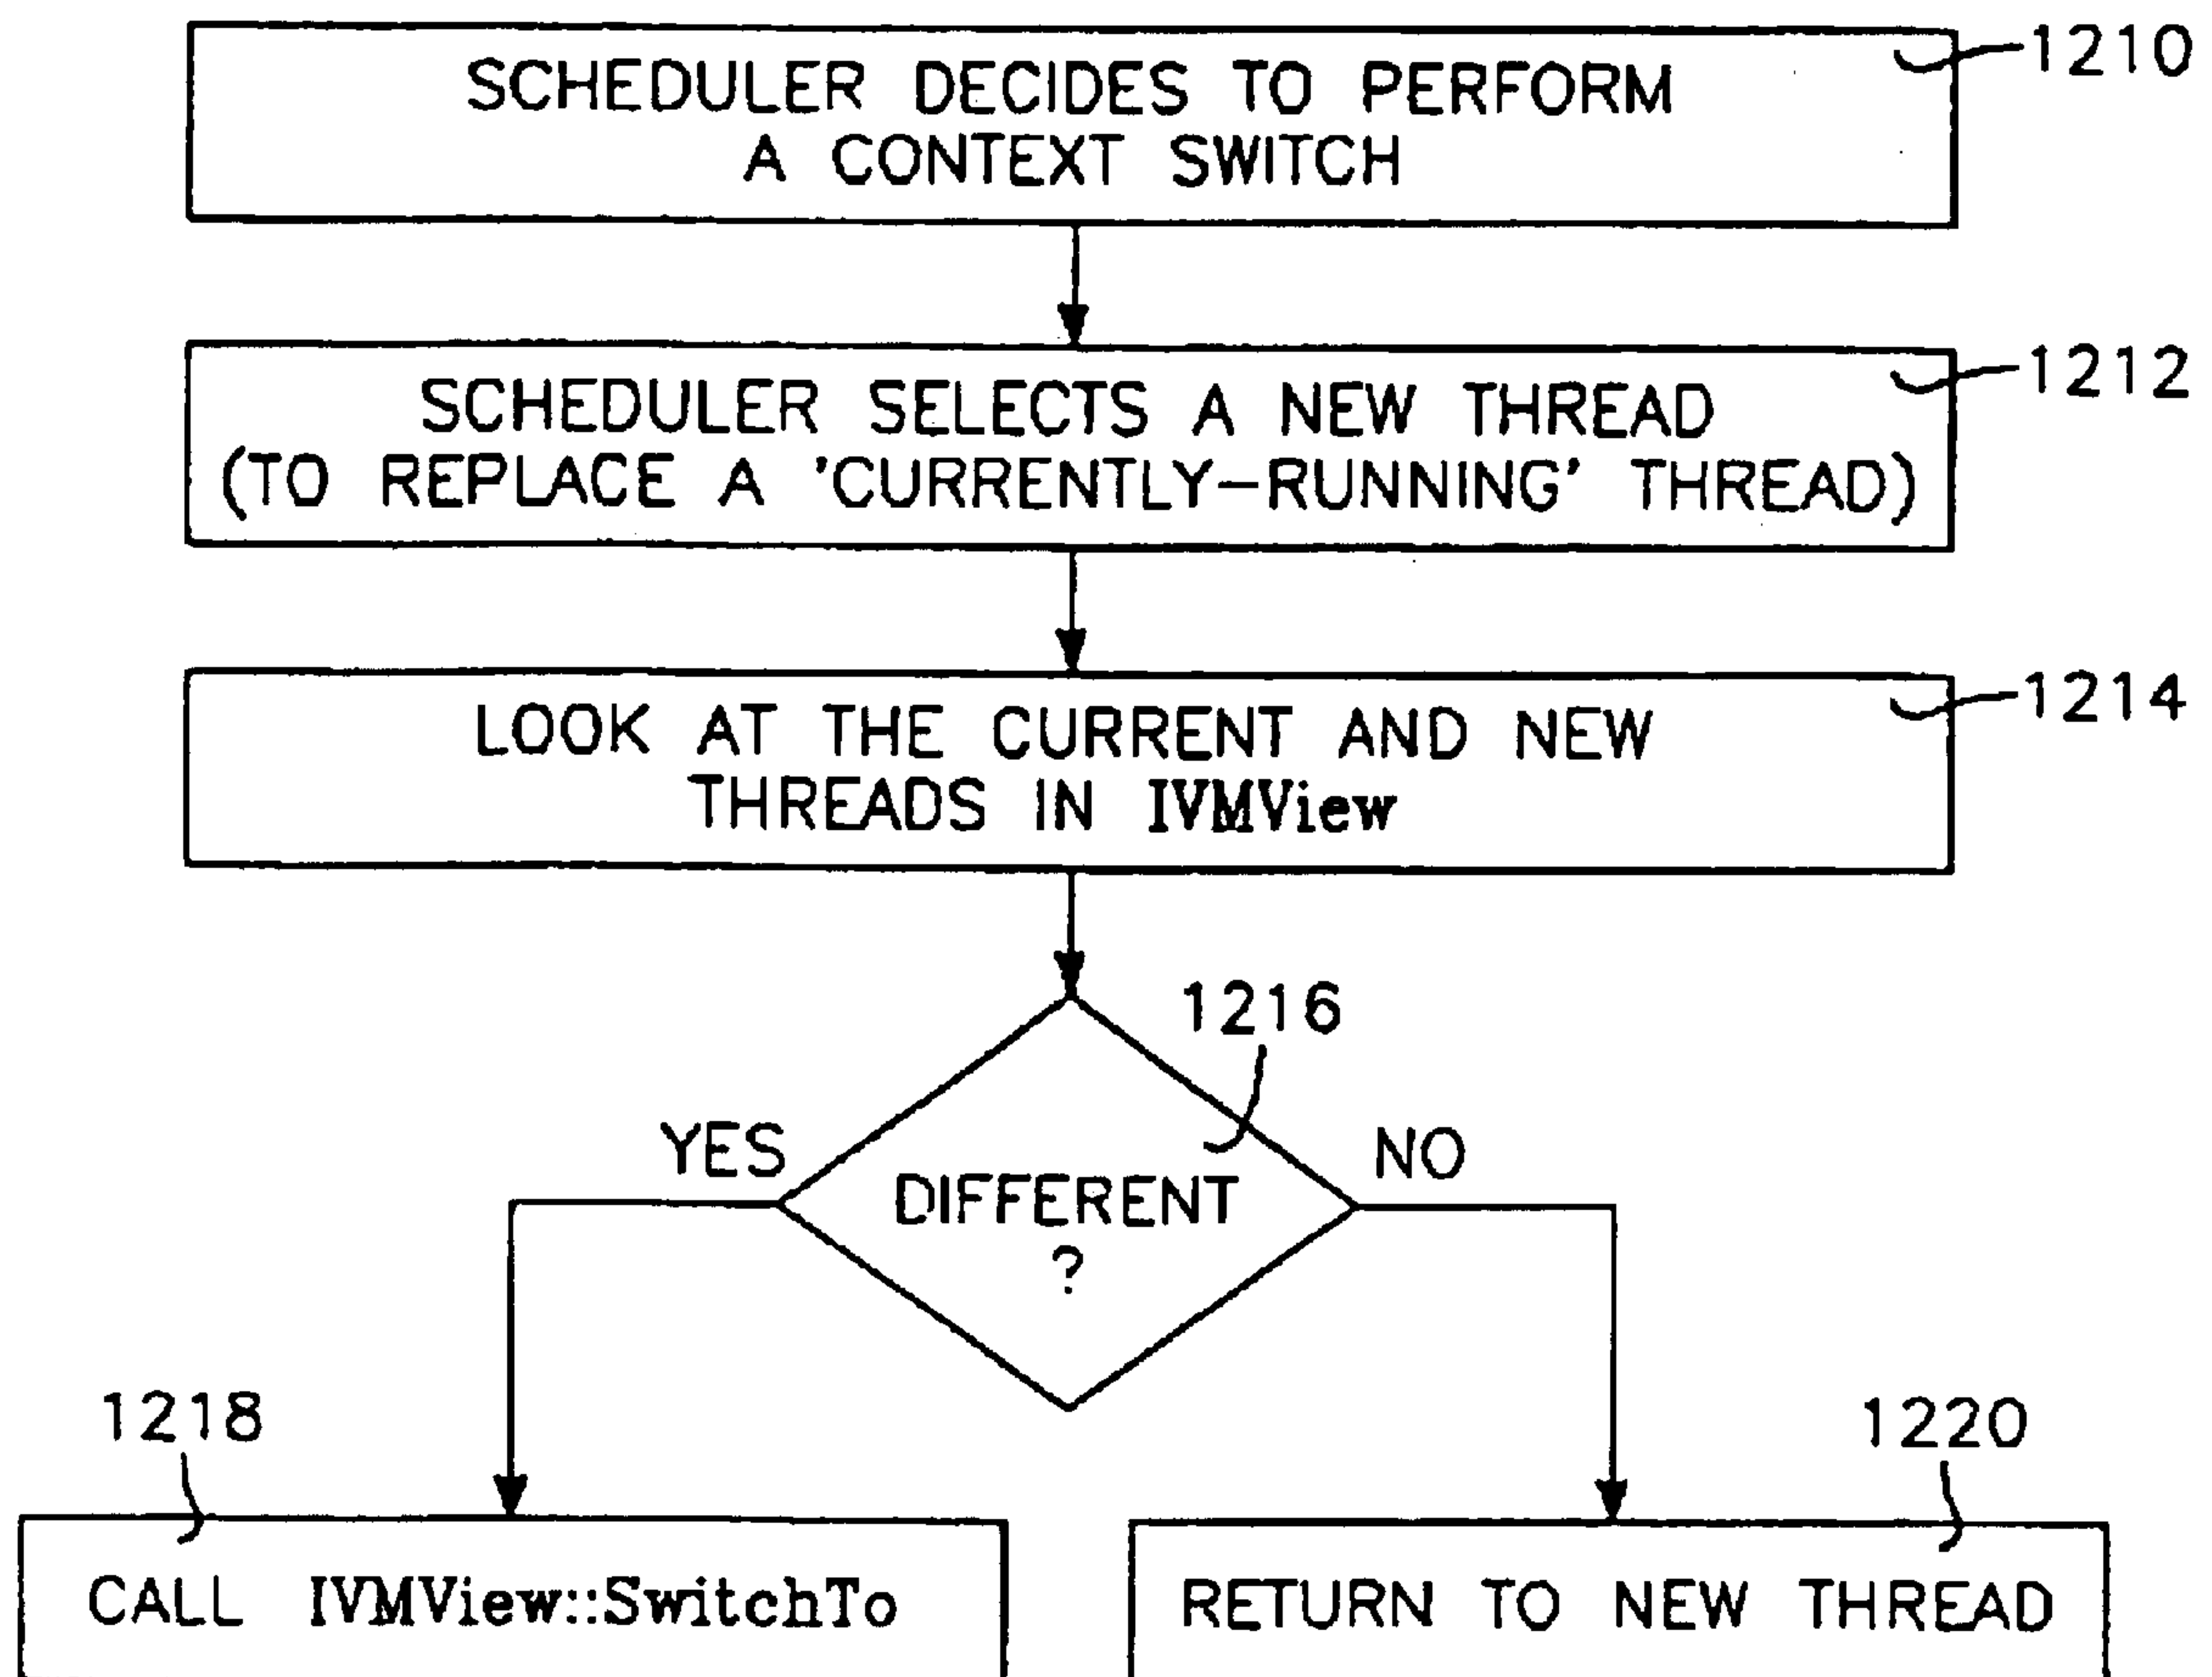 SCHEDULER DECIDES TO PERFORM
A CONTEXT SWITCH
1210
SCHEDULER SELECTS A NEW THREAD
(TO REPLACE A 'CURRENTLY-RUNNING' THREAD)
1212
LOOK AT THE CURRENT AND NEW
THREADS IN IVMView
1214
1216
YES
DIFFERENT
?
NO
1218
1220
CALL IVMView::SwitchTo
RETURN TO NEW THREAD